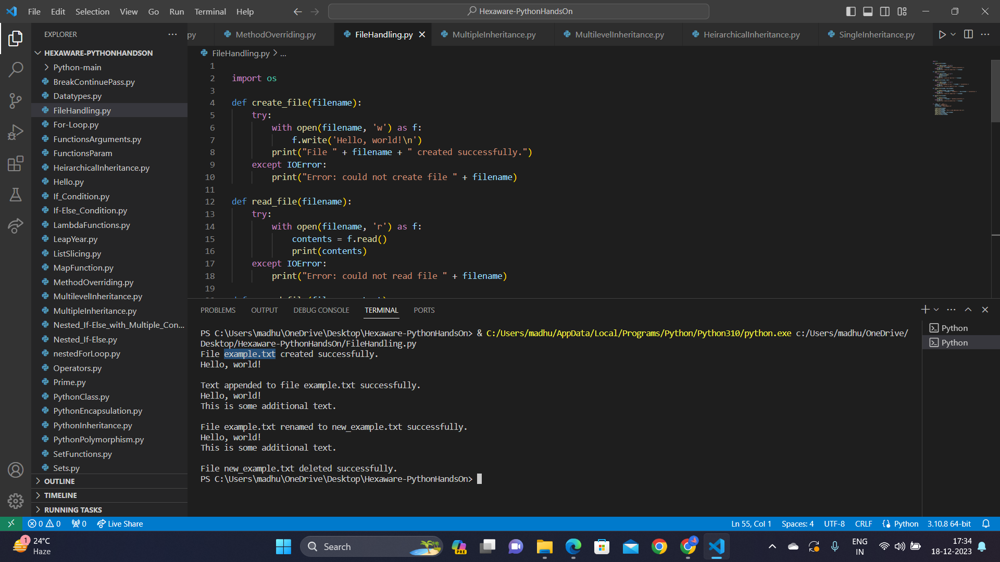 File Edit Selection View Go Run Terminal Help
Hexaware-PythonHandsOn
EXPLORER
HEXAWARE-PYTHONHANDSON
Python-main
BreakContinuePass.py
Datatypes.py
FileHandling.py
For-Loop.py
FunctionsArguments.py
FunctionsParam
HeirarchicalInheritance.py
Hello.py
If_Condition.py
If-Else_Condition.py
LambdaFunctions.py
LeapYear.py
ListSlicing.py
MapFunction.py
MethodOverriding.py
MultilevelInheritance.py
MultipleInheritance.py
Nested_If-Else_with_Multiple_Con...
Nested_If-Else.py
nestedForLoop.py
Operators.py
Prime.py
PythonClass.py
PythonEncapsulation.py
PythonInheritance.py
PythonPolymorphism.py
SetFunctions.py
Sets.py
OUTLINE
TIMELINE
RUNNING TASKS
py MethodOverriding.py FileHandling.py MultipleInheritance.py MultilevelInheritance.py HeirarchicalInheritance.py SingleInheritance.py
FileHandling.py > ...
1
2 import os
3
4 def create_file(filename):
5 try:
6 with open(filename, 'w') as f:
7 f.write('Hello, world!\n')
8 print("File " + filename + " created successfully.")
9 except IOError:
10 print("Error: could not create file " + filename)
11
12 def read_file(filename):
13 try:
14 with open(filename, 'r') as f:
15 contents = f.read()
16 print(contents)
17 except IOError:
18 print("Error: could not read file " + filename)
19
PROBLEMS OUTPUT DEBUG CONSOLE TERMINAL PORTS
PS C:\Users\madhu\OneDrive\Desktop\Hexaware-PythonHandsOn> & C:/Users/madhu/AppData/Local/Programs/Python/Python310/python.exe c:/Users/madhu/OneDrive/
Desktop/Hexaware-PythonHandsOn/FileHandling.py
File example.txt created successfully.
Hello, world!
Text appended to file example.txt successfully.
Hello, world!
This is some additional text.
File example.txt renamed to new_example.txt successfully.
Hello, world!
This is some additional text.
File new_example.txt deleted successfully.
PS C:\Users\madhu\OneDrive\Desktop\Hexaware-PythonHandsOn>
Python
Python
0 0 0 Live Share Ln 55, Col 1 Spaces: 4 UTF-8 CRLF Python 3.10.8 64-bit
1 24°C
Haze
Search
PRE
ENG
IN
17:34
18-12-2023